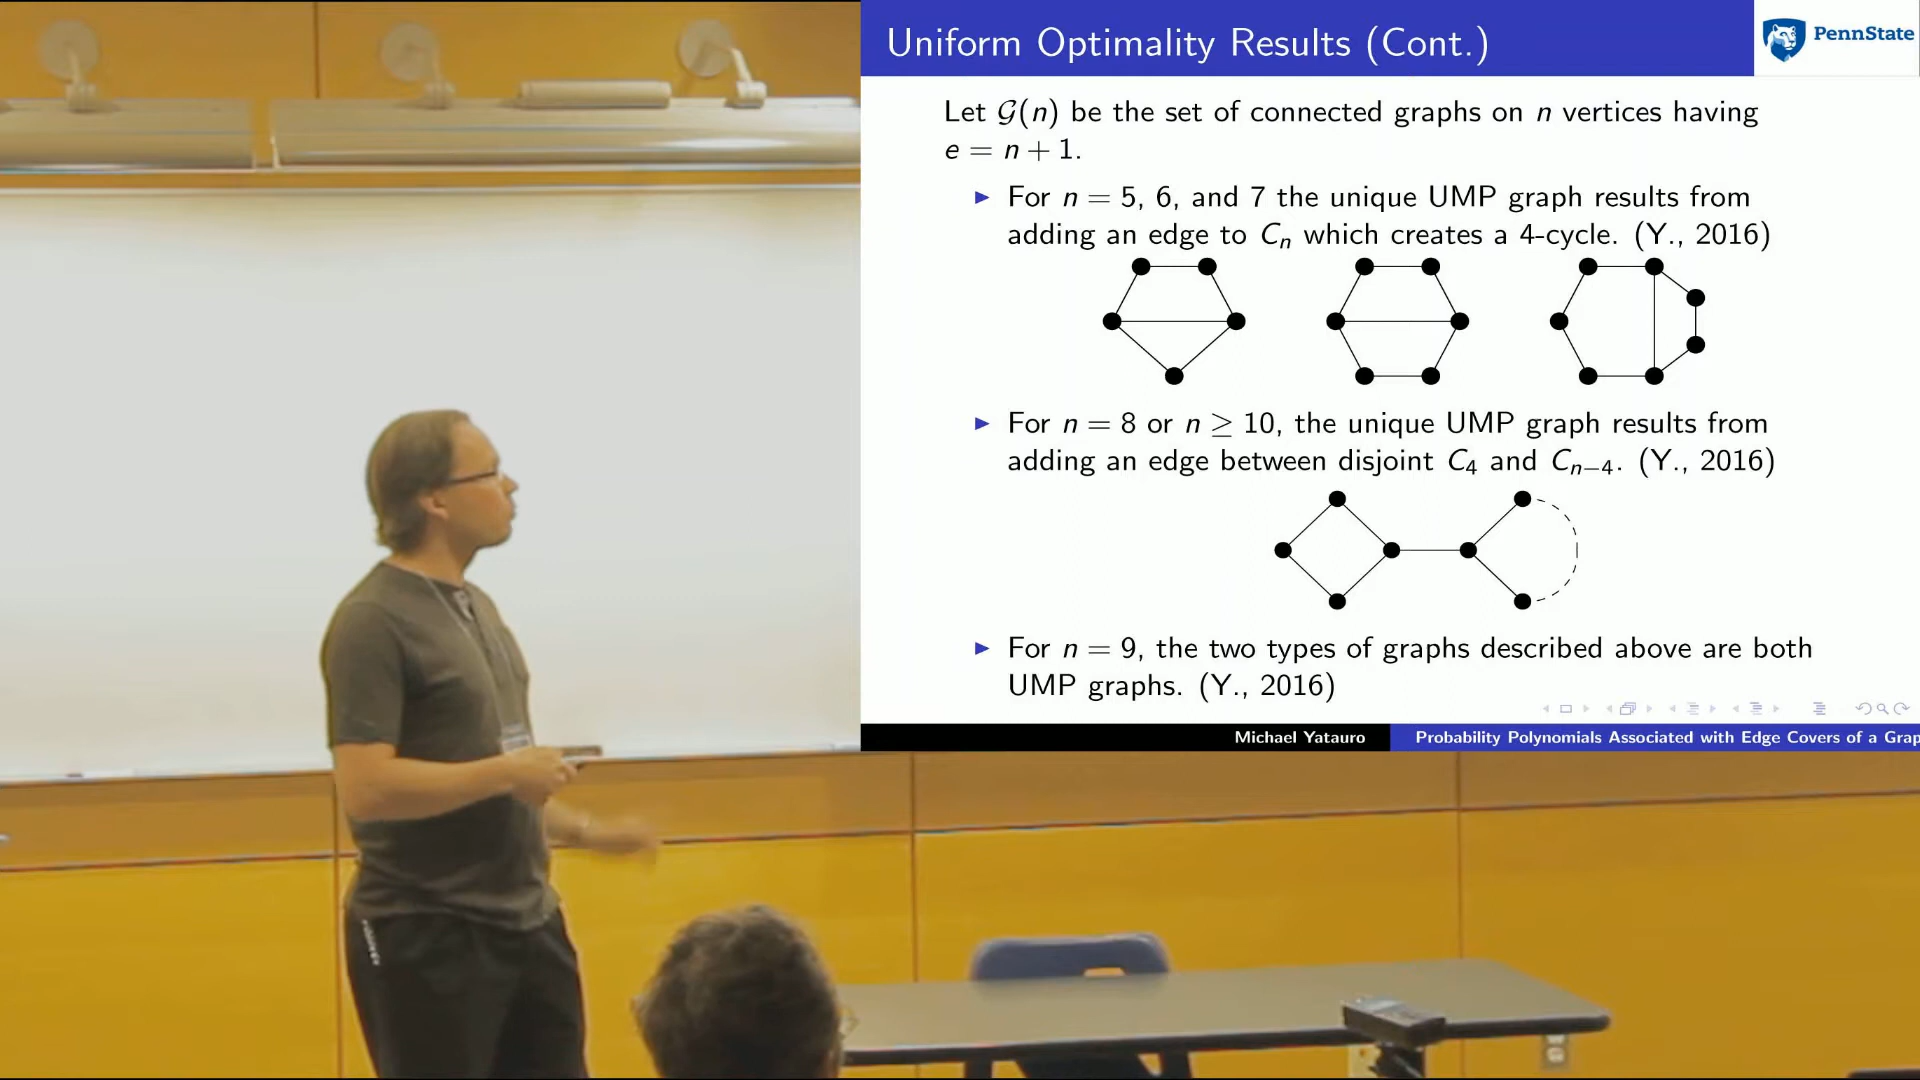 Uniform Optimality Results (Cont.)
PennState
Let 𝒢(n) be the set of connected graphs on n vertices having
e = n + 1.
▶ For n = 5, 6, and 7 the unique UMP graph results from
adding an edge to Cₙ which creates a 4-cycle. (Y., 2016)
▶ For n = 8 or n ≥ 10, the unique UMP graph results from
adding an edge between disjoint C₄ and Cₙ₋₄. (Y., 2016)
▶ For n = 9, the two types of graphs described above are both
UMP graphs. (Y., 2016)
Michael Yatauro
Probability Polynomials Associated with Edge Covers of a Grap